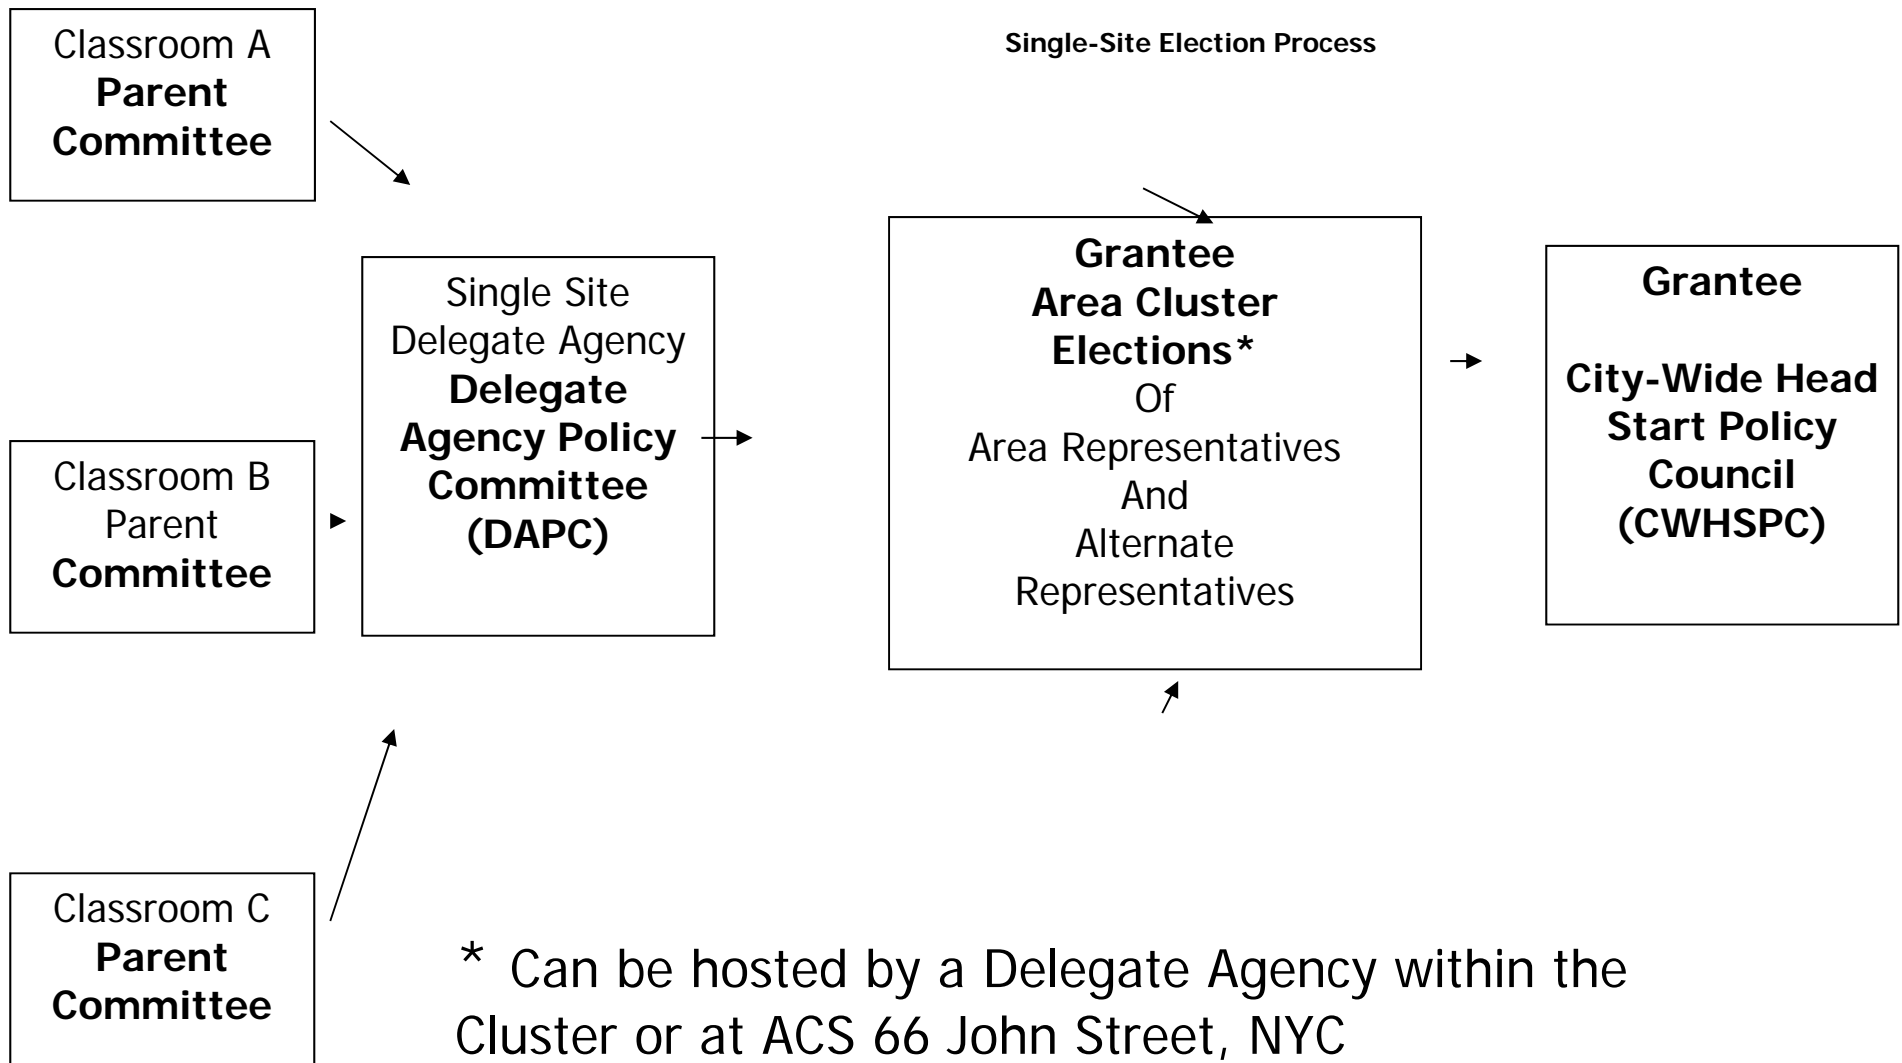 Single-Site Election Process
Classroom A
Parent
Committee
Classroom B
Parent
Committee
Classroom C
Parent
Committee
Single Site
Delegate Agency
Delegate
Agency Policy
Committee
(DAPC)
Grantee
Area Cluster
Elections*
Of
Area Representatives
And
Alternate
Representatives
Grantee
City-Wide Head
Start Policy
Council
(CWHSPC)
* Can be hosted by a Delegate Agency within the
Cluster or at ACS 66 John Street, NYC